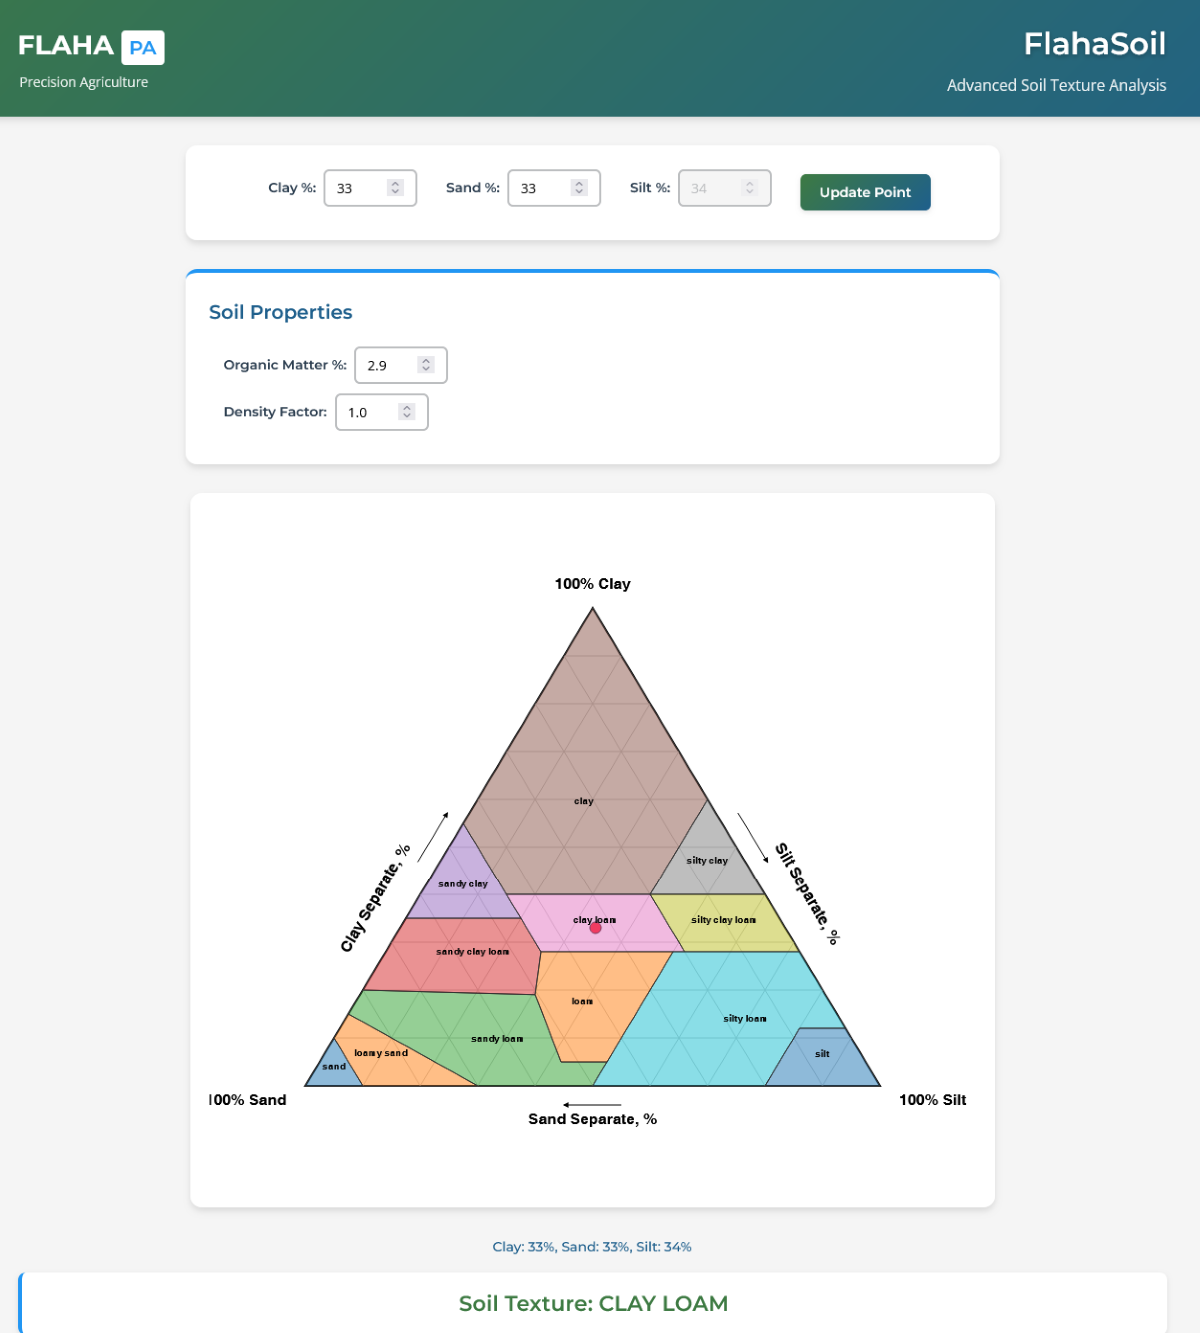 FLAHA PA
Precision Agriculture
FlahaSoil
Advanced Soil Texture Analysis
Clay %: 33 Sand %: 33 Silt %: 34 Update Point
Soil Properties
Organic Matter %: 2.9
Density Factor: 1.0
100% Clay
clay
silty clay
sandy clay
Clay Separate, %
Silt Separate, %
clay loam
silty clay loam
sandy clay loam
loam
silty loam
sandy loam
loamy sand
silt
sand
100% Sand
100% Silt
Sand Separate, %
Clay: 33%, Sand: 33%, Silt: 34%
Soil Texture: CLAY LOAM